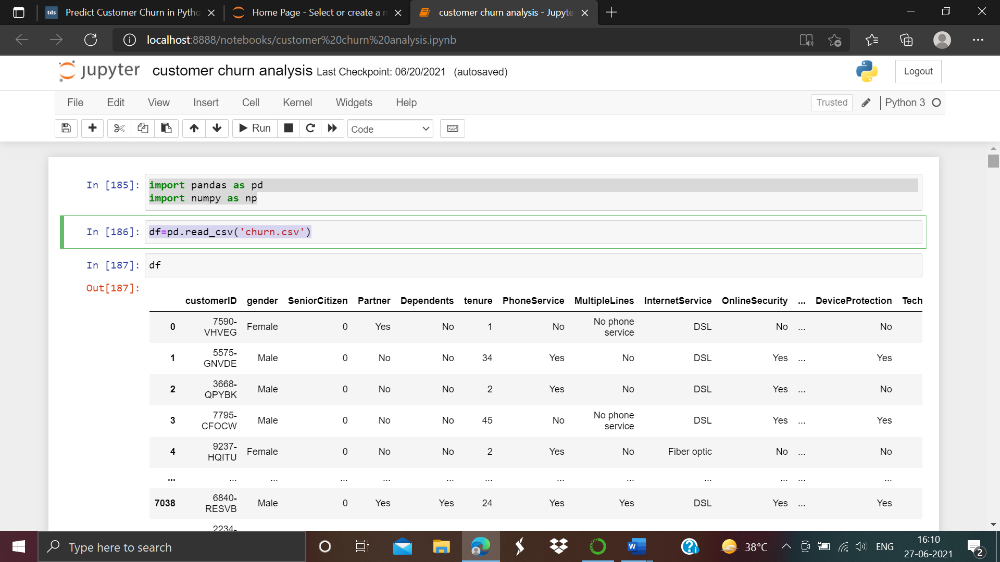 tds Predict Customer Churn in Pytho
Home Page - Select or create a n
customer churn analysis - Jupyte
localhost:8888/notebooks/customer%20churn%20analysis.ipynb
jupyter customer churn analysis Last Checkpoint: 06/20/2021 (autosaved)
Logout
File Edit View Insert Cell Kernel Widgets Help
Trusted Python 3
Run Code
In [185]: import pandas as pd
import numpy as np
In [186]: df=pd.read_csv('churn.csv')
In [187]: df
Out[187]:
customerID gender SeniorCitizen Partner Dependents tenure PhoneService MultipleLines InternetService OnlineSecurity ... DeviceProtection Tech
0 7590-VHVEG Female 0 Yes No 1 No No phone service DSL No ... No
1 5575-GNVDE Male 0 No No 34 Yes No DSL Yes ... Yes
2 3668-QPYBK Male 0 No No 2 Yes No DSL Yes ... No
3 7795-CFOCW Male 0 No No 45 No No phone service DSL Yes ... Yes
4 9237-HQITU Female 0 No No 2 Yes No Fiber optic No ... No
... ... ... ... ... ... ... ... ... ... ... ... ...
7038 6840-RESVB Male 0 Yes Yes 24 Yes Yes DSL Yes ... Yes
2234-
Type here to search
W
38°C
ENG
16:10
27-06-2021
2